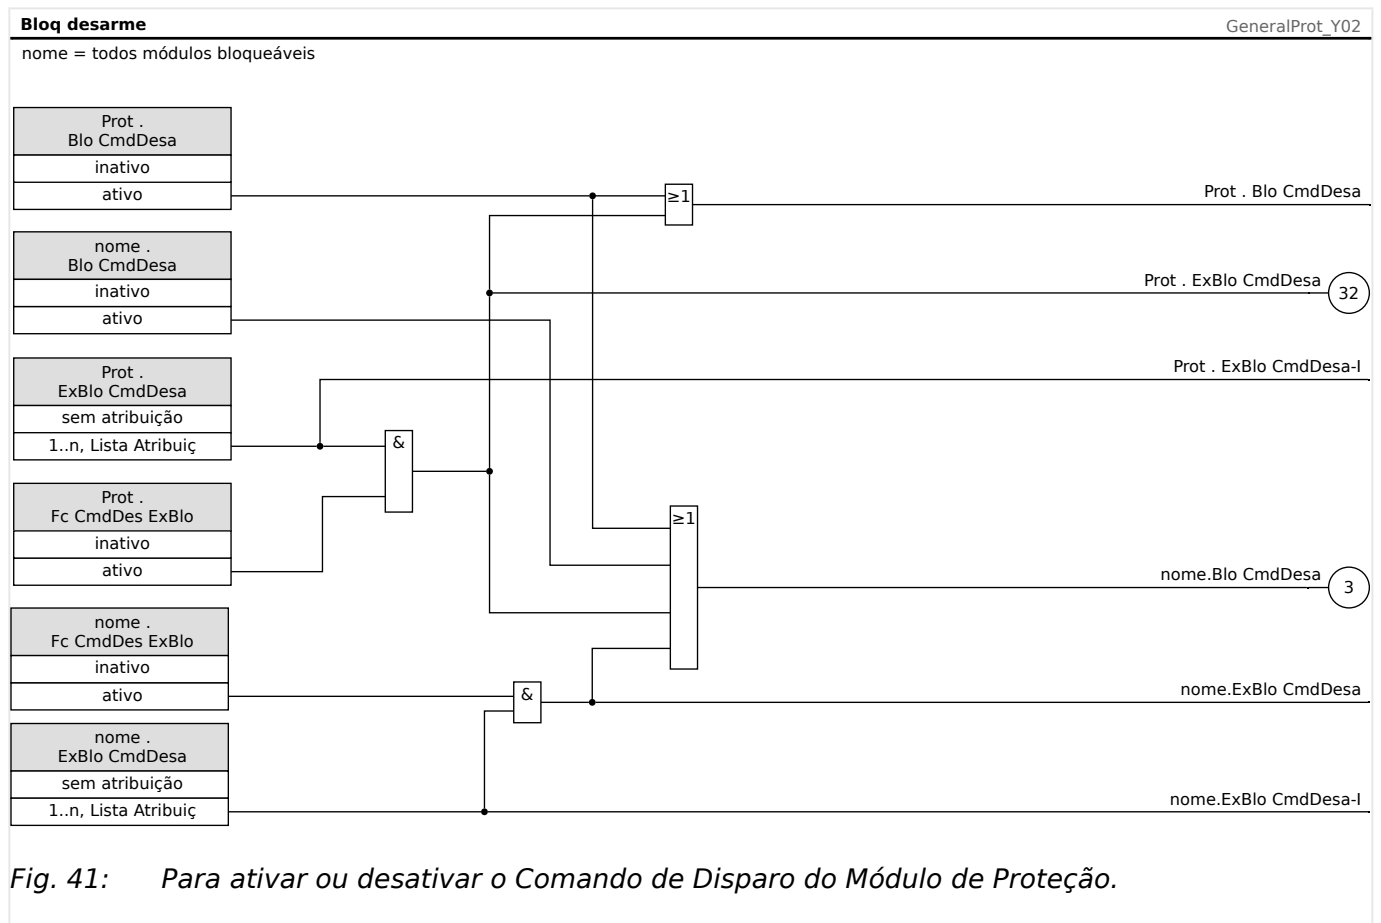 Bloq desarme
GeneralProt_Y02
nome = todos módulos bloqueáveis
Prot .
Blo CmdDesa
inativo
ativo
≥1
Prot . Blo CmdDesa
nome .
Blo CmdDesa
inativo
ativo
Prot . ExBlo CmdDesa
32
Prot .
ExBlo CmdDesa
sem atribuição
1..n, Lista Atribuiç
Prot . ExBlo CmdDesa-I
&
Prot .
Fc CmdDes ExBlo
inativo
ativo
≥1
nome.Blo CmdDesa
3
nome .
Fc CmdDes ExBlo
inativo
ativo
&
nome.ExBlo CmdDesa
nome .
ExBlo CmdDesa
sem atribuição
1..n, Lista Atribuiç
nome.ExBlo CmdDesa-I
Fig. 41: Para ativar ou desativar o Comando de Disparo do Módulo de Proteção.